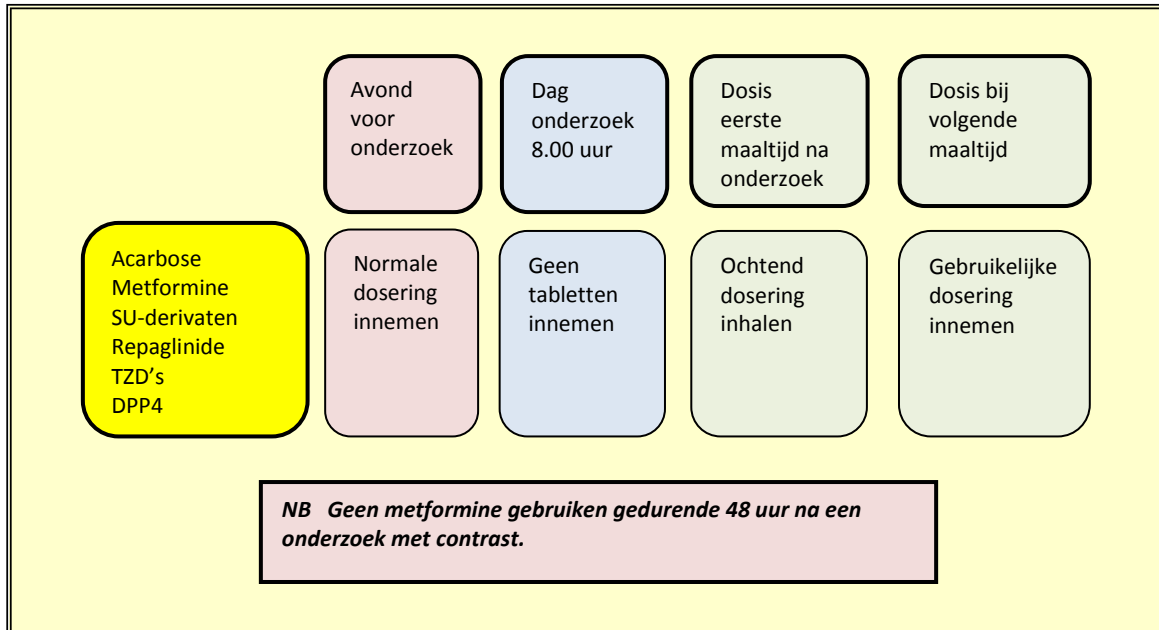 Avond
voor
onderzoek
Dag
onderzoek
8.00 uur
Dosis
eerste
maaltijd na
onderzoek
Dosis bij
volgende
maaltijd
Acarbose
Metformine
SU-derivaten
Repaglinide
TZD’s
DPP4
Normale
dosering
innemen
Geen
tabletten
innemen
Ochtend
dosering
inhalen
Gebruikelijke
dosering
innemen
NB Geen metformine gebruiken gedurende 48 uur na een
onderzoek met contrast.